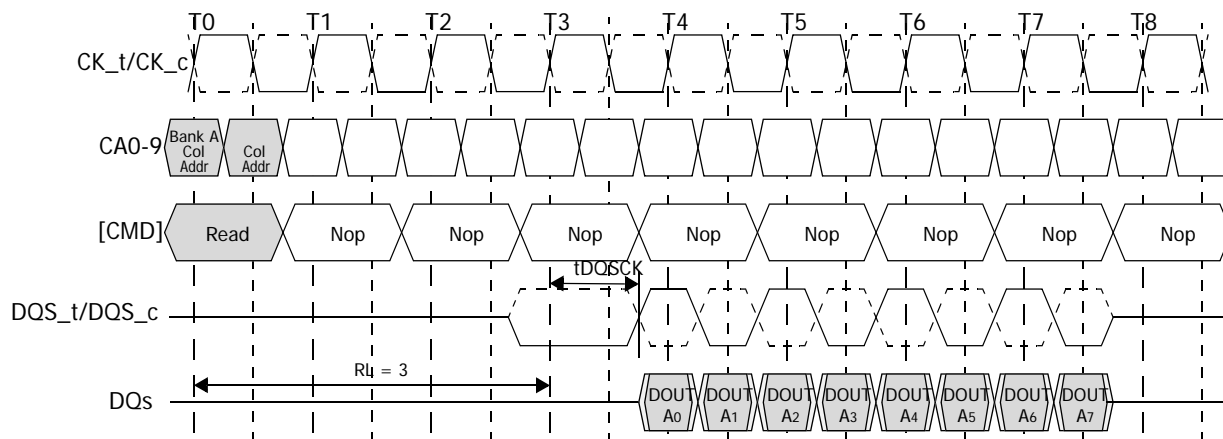 T0 T1 T2 T3 T4 T5 T6 T7 T8
CK_t/CK_c
CA0-9
Bank A
Col
Addr
Col
Addr
[CMD]
Read Nop Nop Nop Nop Nop Nop Nop Nop
tDQSCK
DQS_t/DQS_c
RL = 3
DQs
DOUT DOUT DOUT DOUT DOUT DOUT DOUT DOUT
A0 A1 A2 A3 A4 A5 A6 A7